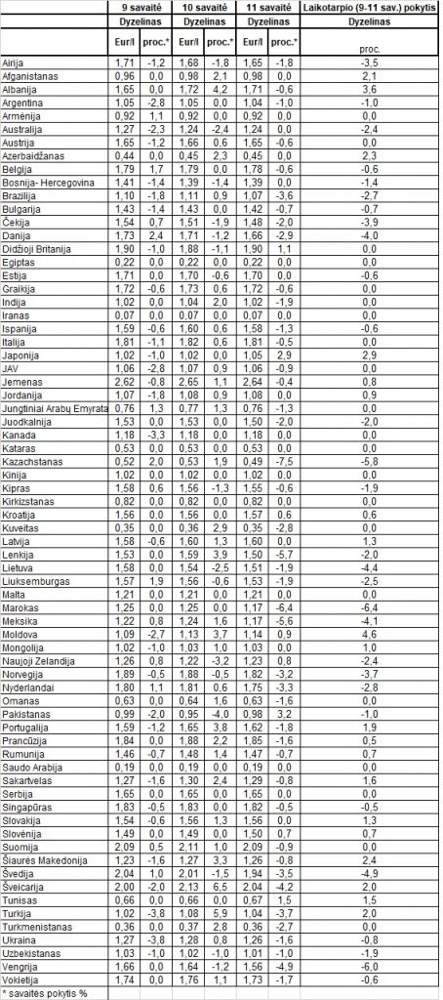 9 savaitė 10 savaitė 11 savaitė Laikotarpio (9-11 sav.) pokytis
Dyzelinas Dyzelinas Dyzelinas Dyzelinas
Eur/l proc.* Eur/l proc.* Eur/l proc.* proc.
Airija 1,71 -1,2 1,68 -1,8 1,65 -1,8 -3,5
Afganistanas 0,96 0,0 0,98 2,1 0,98 0,0 2,1
Albanija 1,65 0,0 1,72 4,2 1,71 -0,6 3,6
Argentina 1,05 -2,8 1,05 0,0 1,04 -1,0 -1,0
Armėnija 0,92 1,1 0,92 0,0 0,92 0,0 0,0
Australija 1,27 -2,3 1,24 -2,4 1,24 0,0 -2,4
Austrija 1,65 -1,2 1,66 0,6 1,65 -0,6 0,0
Azerbaidžanas 0,44 0,0 0,45 2,3 0,45 0,0 2,3
Belgija 1,79 1,7 1,79 0,0 1,78 -0,6 -0,6
Bosnija- Hercegovina 1,41 -1,4 1,39 -1,4 1,39 0,0 -1,4
Brazilija 1,10 -1,8 1,11 0,9 1,07 -3,6 -2,7
Bulgarija 1,43 -1,4 1,43 0,0 1,42 -0,7 -0,7
Čekija 1,54 0,7 1,51 -1,9 1,48 -2,0 -3,9
Danija 1,73 2,4 1,71 -1,2 1,66 -2,9 -4,0
Didžioji Britanija 1,90 -1,0 1,88 -1,1 1,90 1,1 0,0
Egiptas 0,22 0,0 0,22 0,0 0,22 0,0 0,0
Estija 1,71 0,0 1,70 -0,6 1,70 0,0 -0,6
Graikija 1,72 -0,6 1,73 0,6 1,72 -0,6 0,0
Indija 1,02 0,0 1,04 2,0 1,02 -1,9 0,0
Iranas 0,07 0,0 0,07 0,0 0,07 0,0 0,0
Ispanija 1,59 -0,6 1,60 0,6 1,58 -1,3 -0,6
Italija 1,81 -1,1 1,82 0,6 1,81 -0,5 0,0
Japonija 1,02 -1,0 1,02 0,0 1,05 2,9 2,9
JAV 1,06 -2,8 1,07 0,9 1,06 -0,9 0,0
Jemenas 2,62 -0,8 2,65 1,1 2,64 -0,4 0,8
Jordanija 1,07 -1,8 1,08 0,9 1,08 0,0 0,9
Jungtiniai Arabų Emyrata 0,76 1,3 0,77 1,3 0,76 -1,3 0,0
Juodkalnija 1,53 0,0 1,53 0,0 1,50 -2,0 -2,0
Kanada 1,18 -3,3 1,18 0,0 1,18 0,0 0,0
Kataras 0,53 0,0 0,53 0,0 0,53 0,0 0,0
Kazachstanas 0,52 2,0 0,53 1,9 0,49 -7,5 -5,8
Kinija 1,02 0,0 1,02 0,0 1,02 0,0 0,0
Kipras 1,58 0,6 1,56 -1,3 1,55 -0,6 -1,9
Kirkizstanas 0,82 0,0 0,82 0,0 0,82 0,0 0,0
Kroatija 1,56 0,0 1,56 0,0 1,57 0,6 0,6
Kuveitas 0,35 0,0 0,36 2,9 0,35 -2,8 0,0
Latvija 1,58 -0,6 1,60 1,3 1,60 0,0 1,3
Lenkija 1,53 0,0 1,59 3,9 1,50 -5,7 -2,0
Lietuva 1,58 0,0 1,54 -2,5 1,51 -1,9 -4,4
Liuksemburgas 1,57 1,9 1,56 -0,6 1,53 -1,9 -2,5
Malta 1,21 0,0 1,21 0,0 1,21 0,0 0,0
Marokas 1,25 0,0 1,25 0,0 1,17 -6,4 -6,4
Meksika 1,22 0,8 1,24 1,6 1,17 -5,6 -4,1
Moldova 1,09 -2,7 1,13 3,7 1,14 0,9 4,6
Mongolija 1,02 -1,0 1,03 1,0 1,03 0,0 1,0
Naujoji Zelandija 1,26 0,8 1,22 -3,2 1,23 0,8 -2,4
Norvegija 1,89 -0,5 1,88 -0,5 1,82 -3,2 -3,7
Nyderlandai 1,80 1,1 1,81 0,6 1,75 -3,3 -2,8
Omanas 0,63 0,0 0,64 1,6 0,63 -1,6 0,0
Pakistanas 0,99 -2,0 0,95 -4,0 0,98 3,2 -1,0
Portugalija 1,59 -1,2 1,65 3,8 1,62 -1,8 1,9
Prancūzija 1,84 0,0 1,88 2,2 1,85 -1,6 0,5
Rumunija 1,46 -0,7 1,48 1,4 1,47 -0,7 0,7
Saudo Arabija 0,19 0,0 0,19 0,0 0,19 0,0 0,0
Sakartvelas 1,27 -1,6 1,30 2,4 1,29 -0,8 1,6
Serbija 1,65 0,0 1,65 0,0 1,65 0,0 0,0
Singapūras 1,83 -0,5 1,83 0,0 1,82 -0,5 -0,5
Slovakija 1,54 -0,6 1,56 1,3 1,56 0,0 1,3
Slovėnija 1,49 0,0 1,49 0,0 1,50 0,7 0,7
Suomija 2,09 0,5 2,11 1,0 2,09 -0,9 0,0
Šiaurės Makedonija 1,23 -1,6 1,27 3,3 1,26 -0,8 2,4
Švedija 2,04 1,0 2,01 -1,5 1,94 -3,5 -4,9
Šveicarija 2,00 -2,0 2,13 6,5 2,04 -4,2 2,0
Tunisas 0,66 0,0 0,66 0,0 0,67 1,5 1,5
Turkija 1,02 -3,8 1,08 5,9 1,04 -3,7 2,0
Turkmenistanas 0,36 0,0 0,37 2,8 0,36 -2,7 0,0
Ukraina 1,27 -3,8 1,28 0,8 1,26 -1,6 -0,8
Uzbekistanas 1,03 -1,0 1,02 -1,0 1,01 -1,0 -1,9
Vengrija 1,66 0,0 1,64 -1,2 1,56 -4,9 -6,0
Vokietija 1,74 0,0 1,76 1,1 1,73 -1,7 -0,6
* savaitės pokytis %